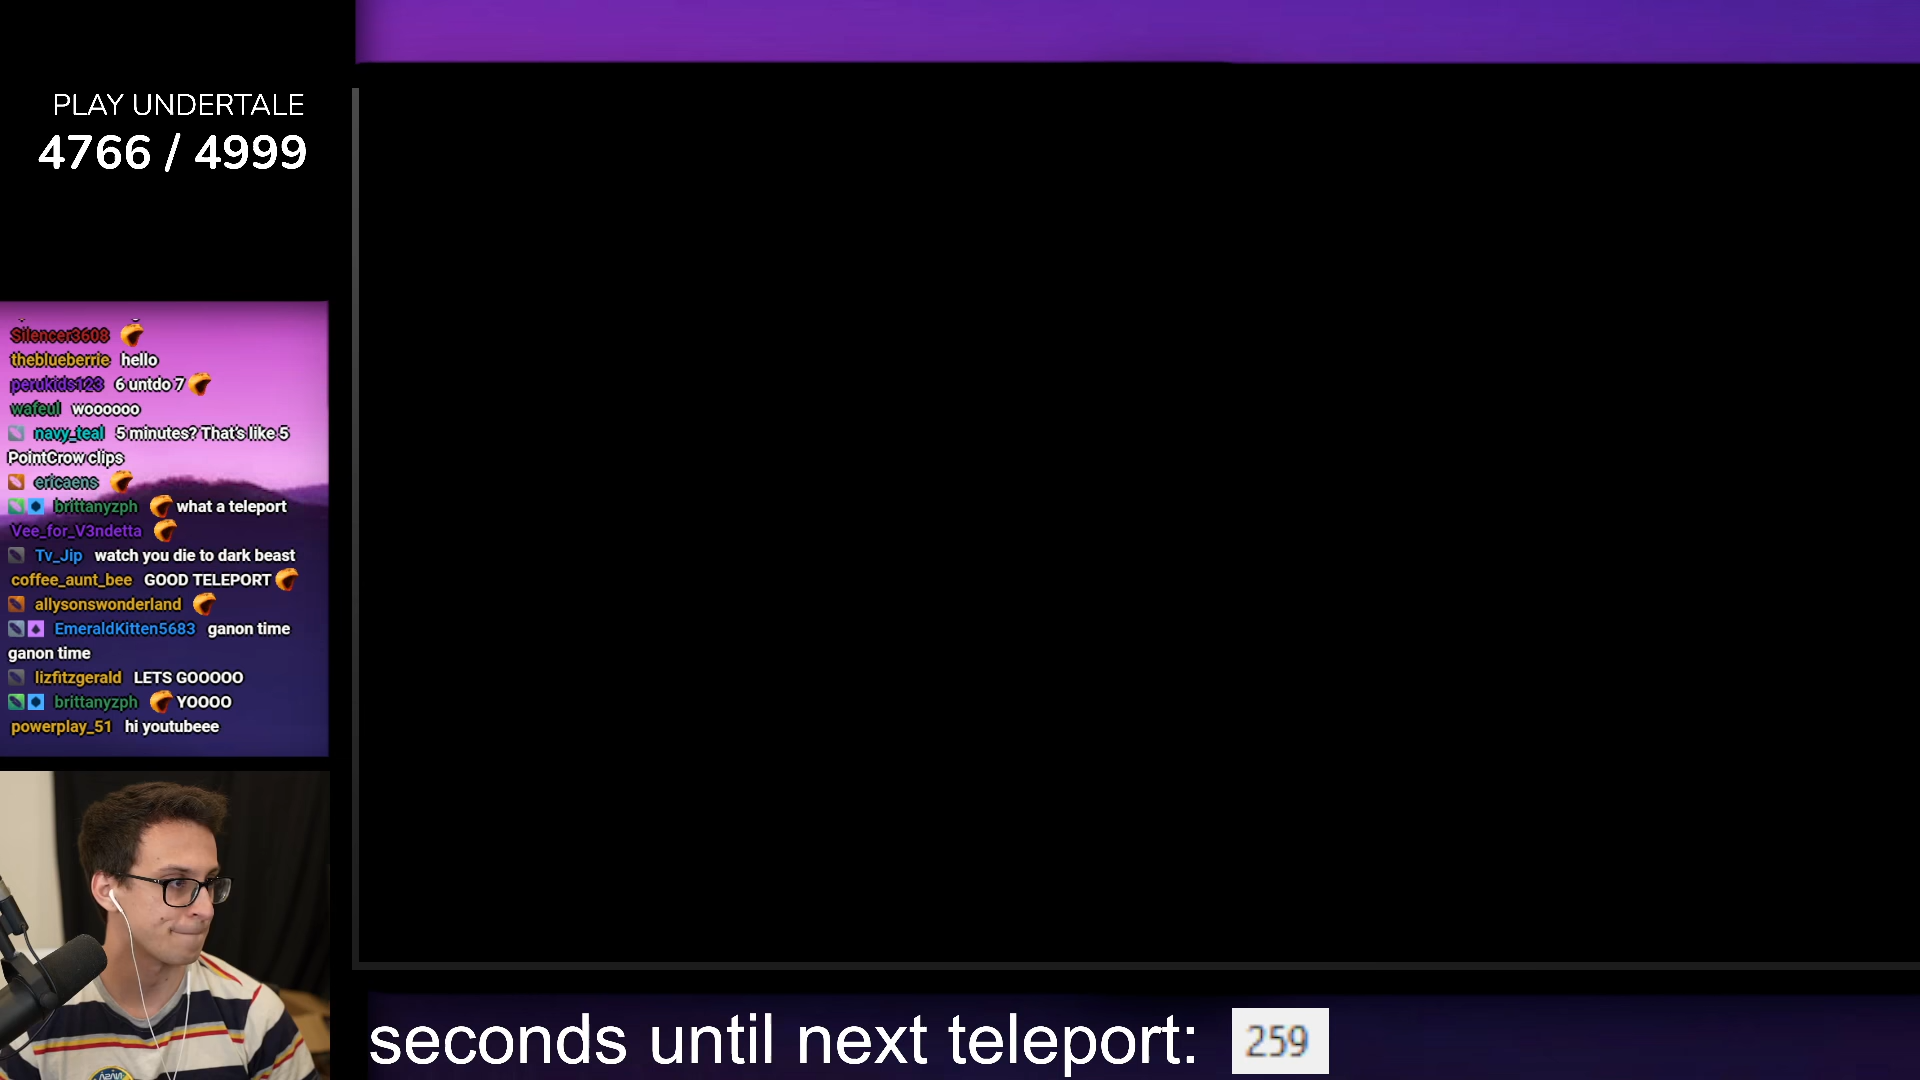 PLAY UNDERTALE
4766 / 4999
Silencer3608
theblueberrie hello
perukids123 6 untdo 7
wafeul woooooo
navy_teal 5 minutes? That's like 5
PointCrow clips
ericaens
brittanyzph what a teleport
Vee_for_V3ndetta
Tv_Jip watch you die to dark beast
coffee_aunt_bee GOOD TELEPORT
allysonswonderland
EmeraldKitten5683 ganon time
ganon time
lizfitzgerald LETS GOOOOO
brittanyzph YOOOO
powerplay_51 hi youtubeee
seconds until next teleport: 259